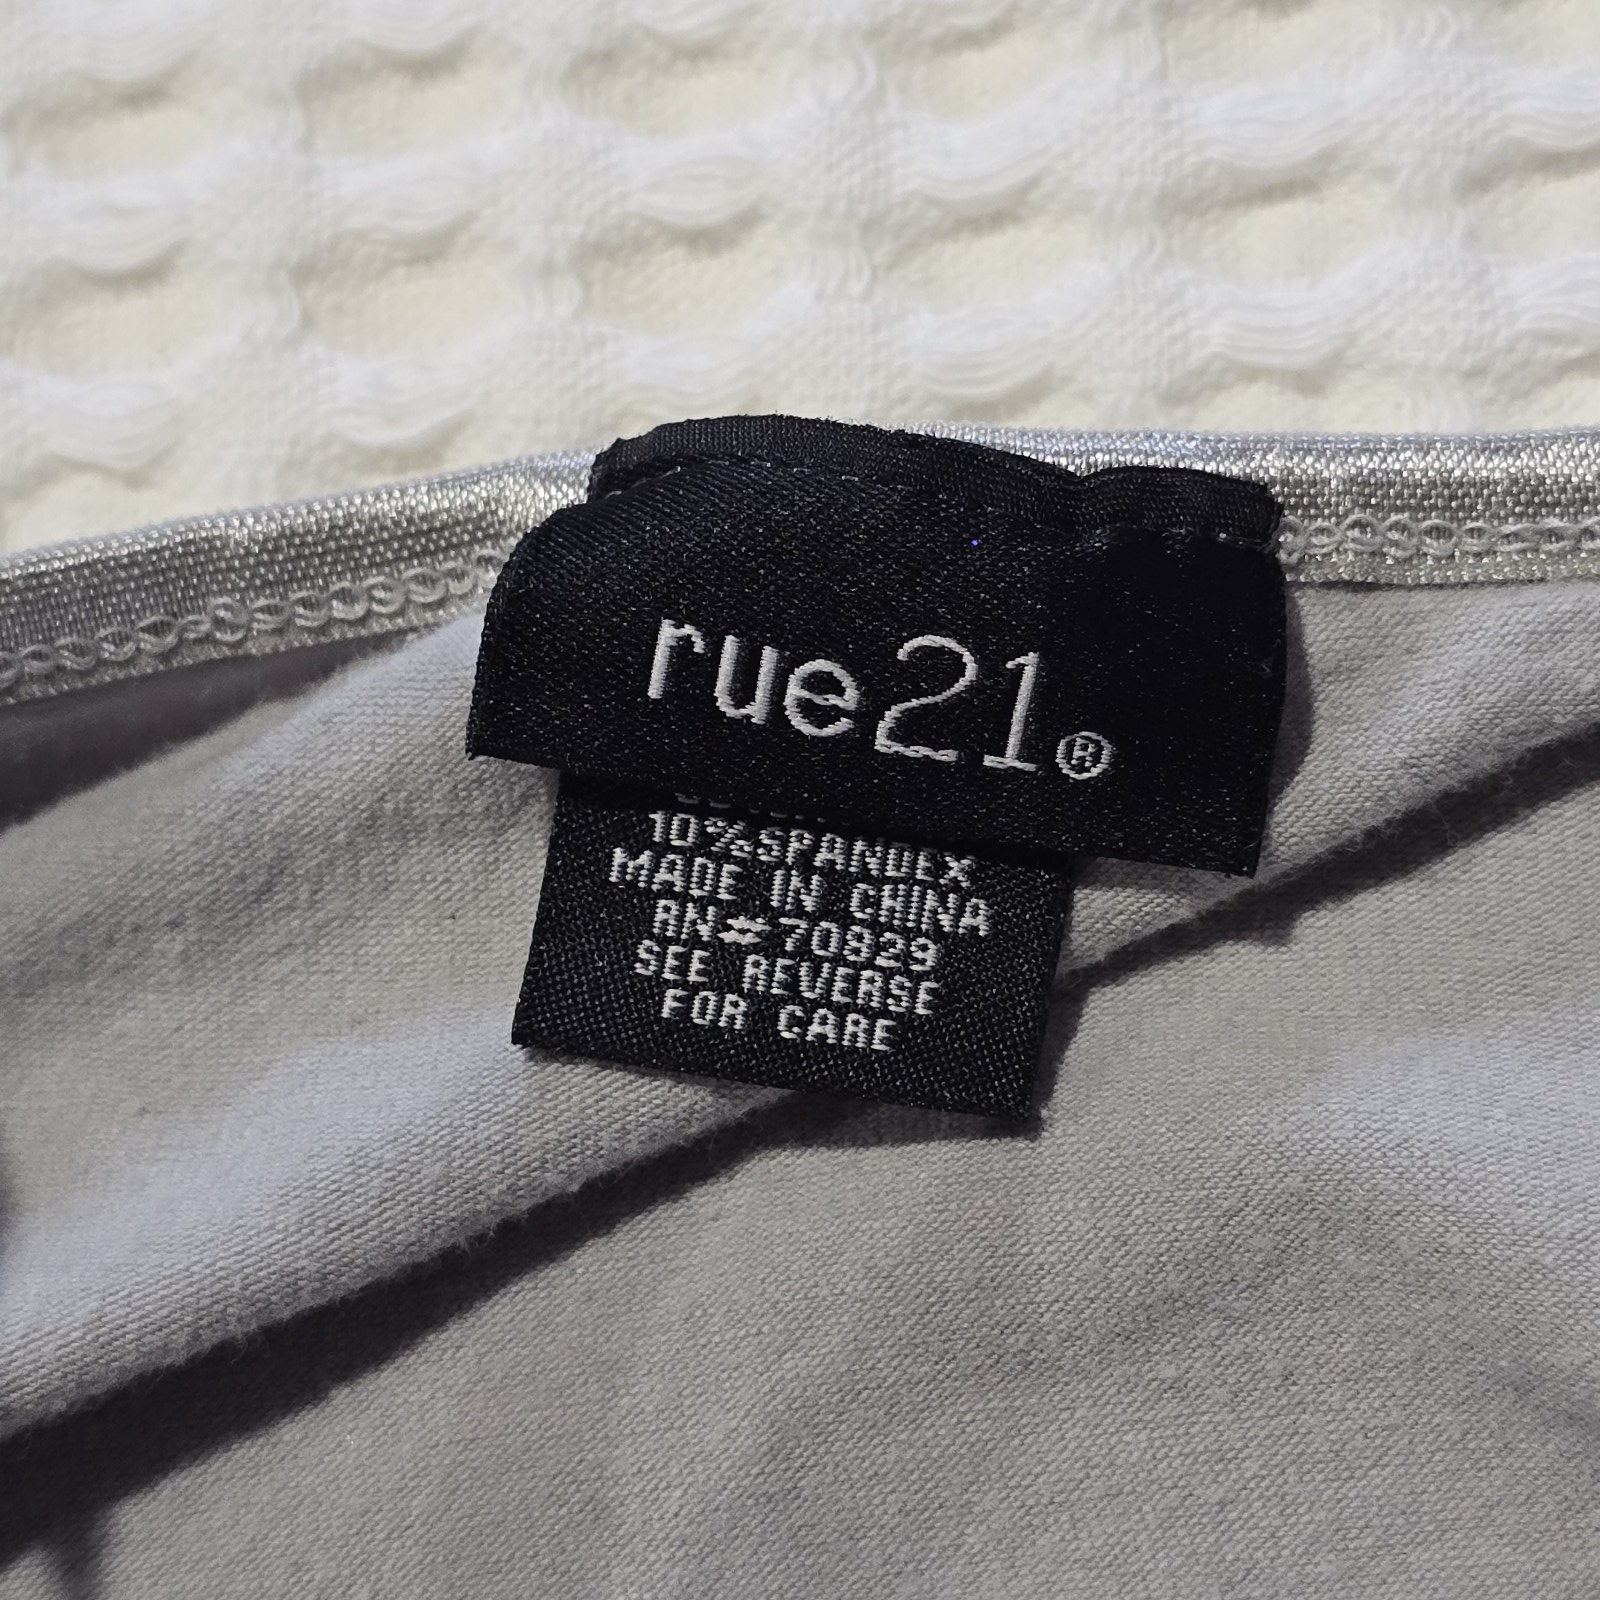 rue21®
10%SPANDEX
MADE IN CHINA
RN#70929
SEE REVERSE
FOR CARE